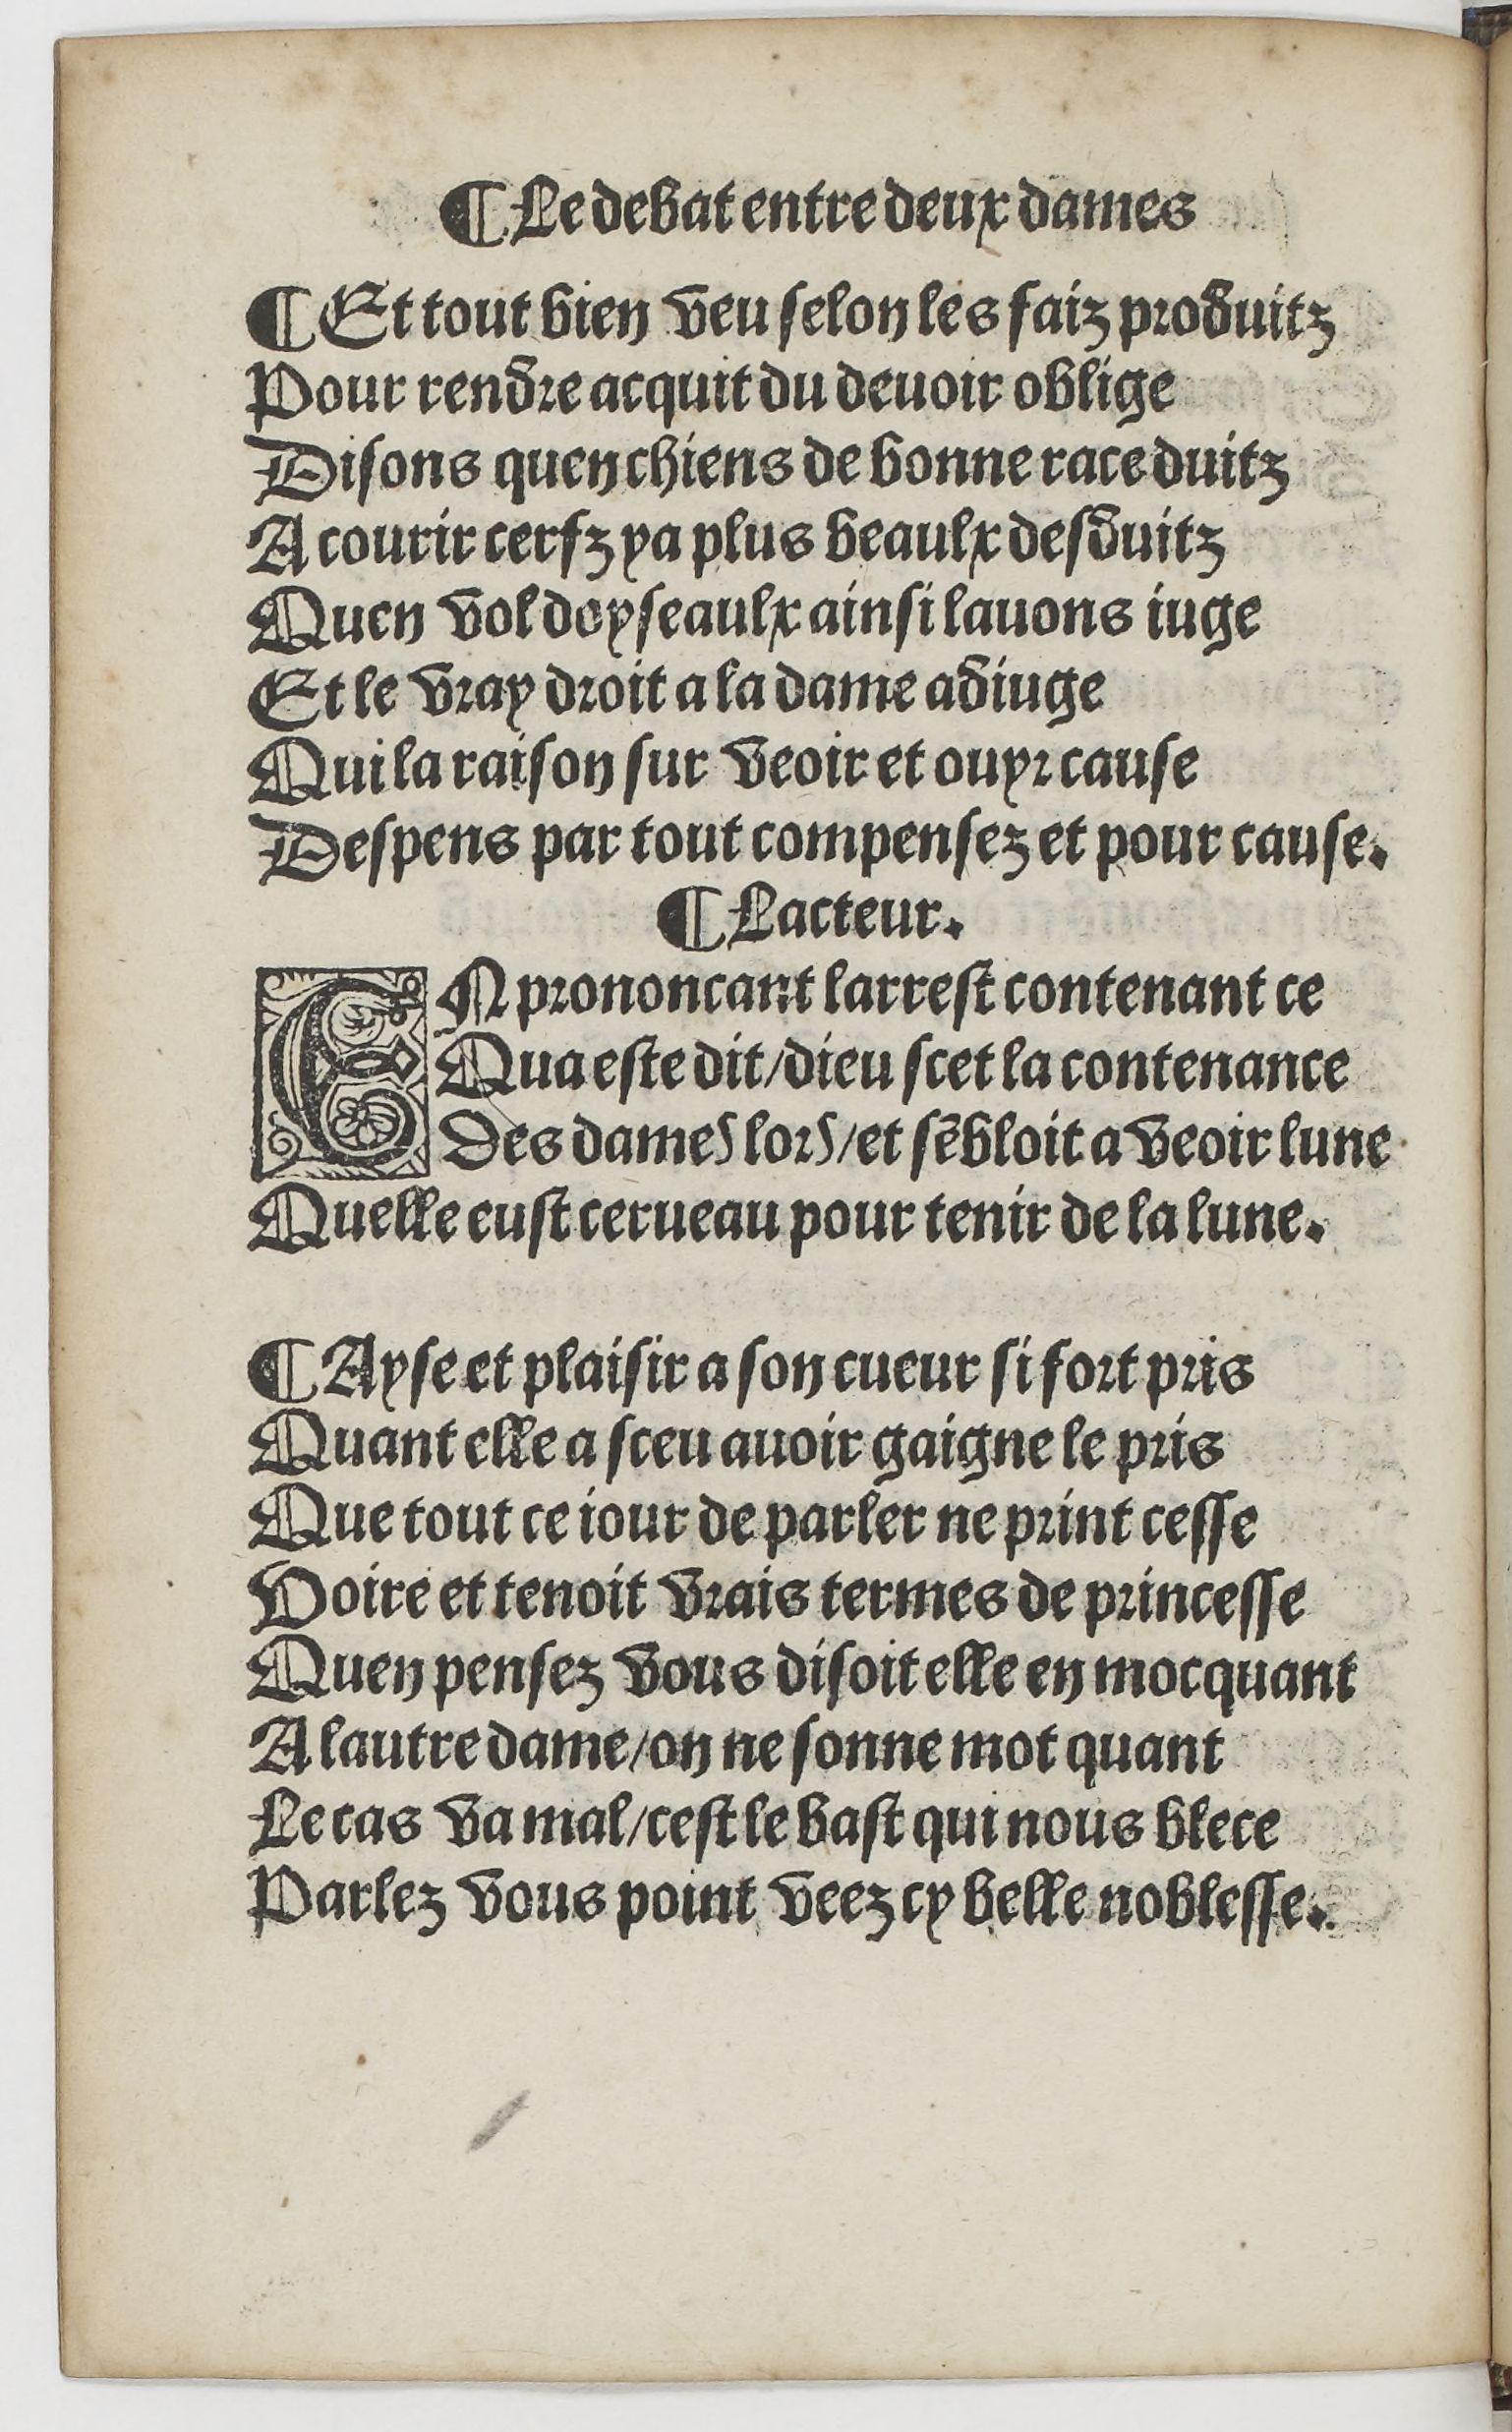 ¶ Le debat entre deux dames
¶ Et tout bien veu selon les faiz produitz
Pour rendre acquit du deuoir oblige
Disons quen chiens de bonne race duitz
A courir cerfz ya plus beaulx desduitz
Quen vol doyseaulx ainsi lauons iuge
Et le vray droit a la dame adiuge
Qui la raison sur veoir et ouyr cause
Despens par tout compensez et pour cause.
¶ Lacteur.
EN prononcant larrest contenant ce
Qua este dit/dieu scet la contenance
Des dames lors/et sēbloit a veoir lune
Quelle eust cerueau pour tenir de la lune.
¶ Ayse et plaisir a son cueur si fort pris
Quant elle a sceu auoir gaigne le pris
Que tout ce iour de parler ne print cesse
Voire et tenoit vrais termes de princesse
Quen pensez vous disoit elle en mocquant
A lautre dame/on ne sonne mot quant
Le cas va mal/cest le bast qui nous blece
Parlez vous point veez cy belle noblesse.